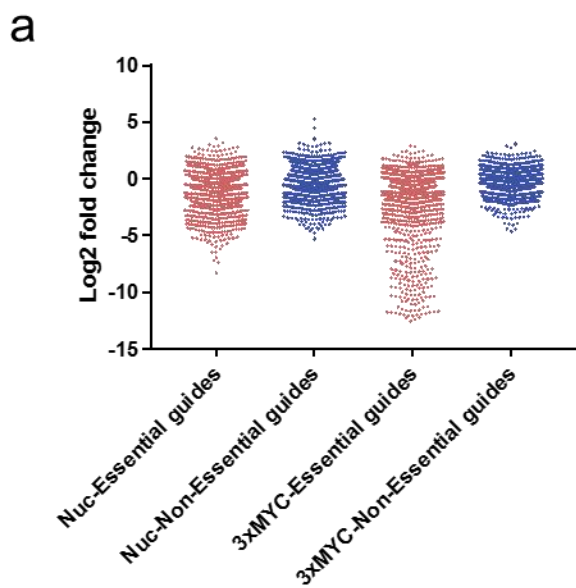 a
10
5
0
-5
-10
-15
Log2 fold change
Nuc-Essential guides
Nuc-Non-Essential guides
3xMYC-Essential guides
3xMYC-Non-Essential guides